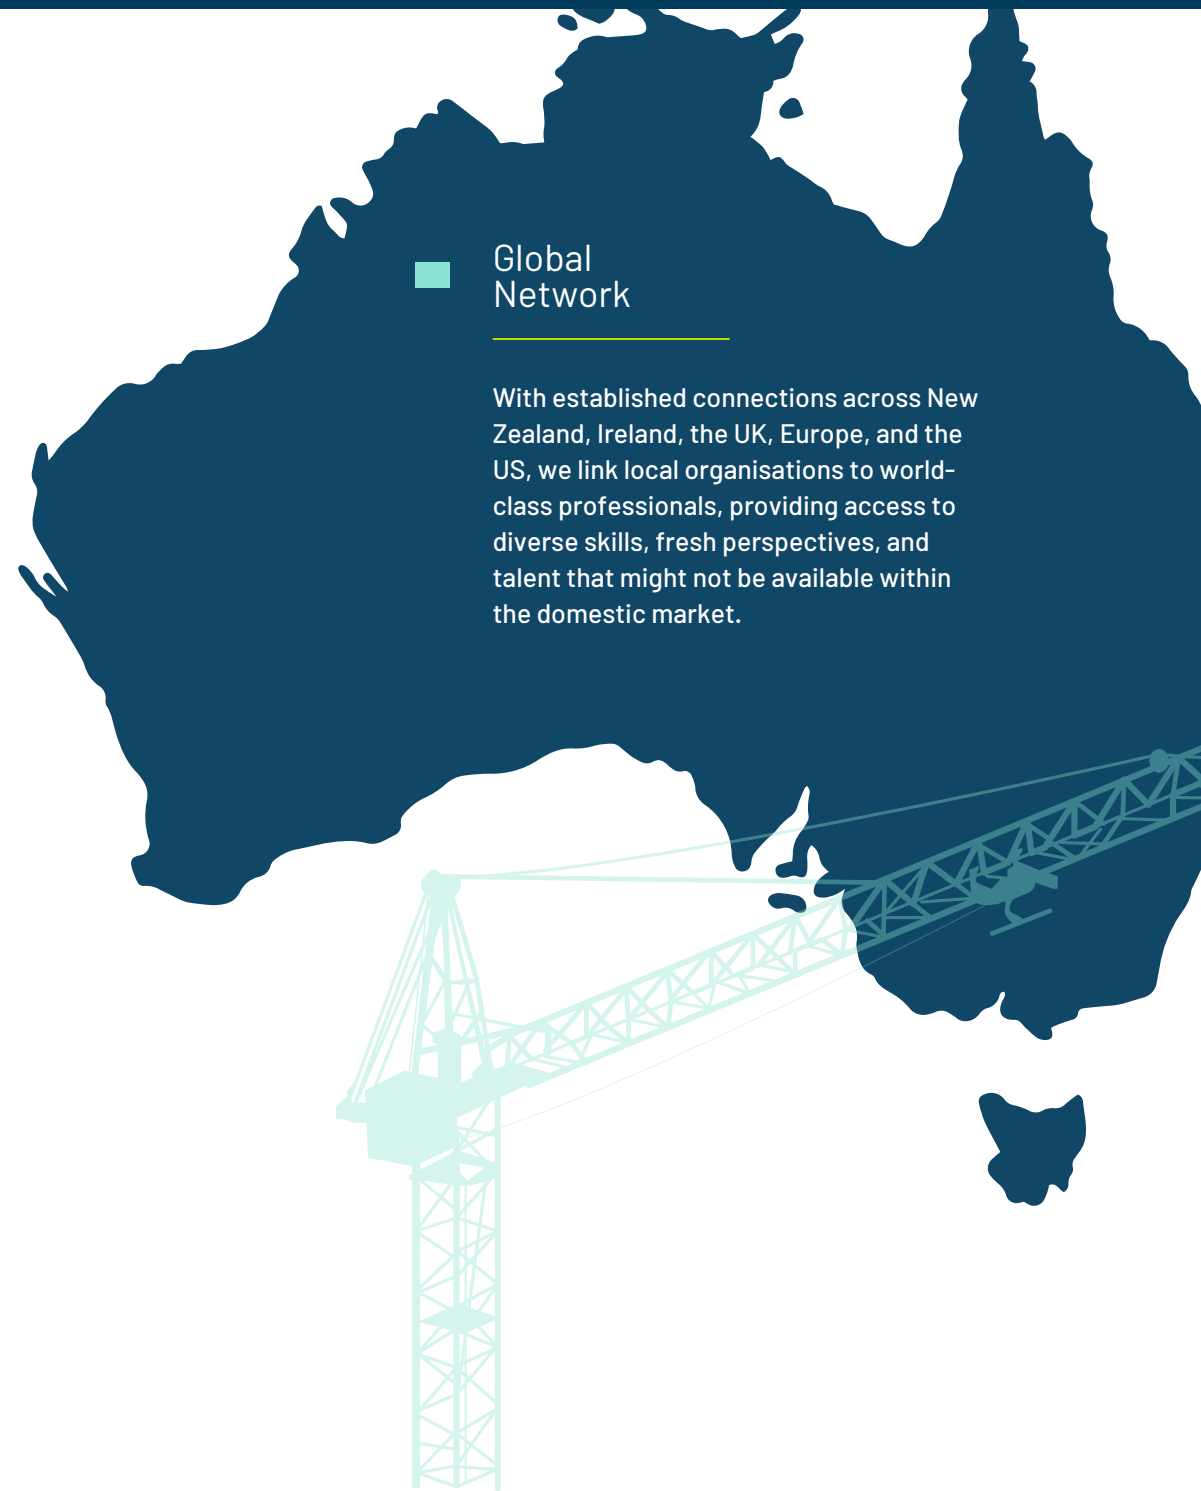 Global
Network
With established connections across New
Zealand, Ireland, the UK, Europe, and the
US, we link local organisations to world-
class professionals, providing access to
diverse skills, fresh perspectives, and
talent that might not be available within
the domestic market.